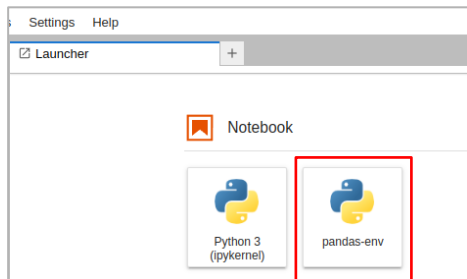 Settings Help
Launcher +
Notebook
Python 3
(ipykernel)
pandas-env